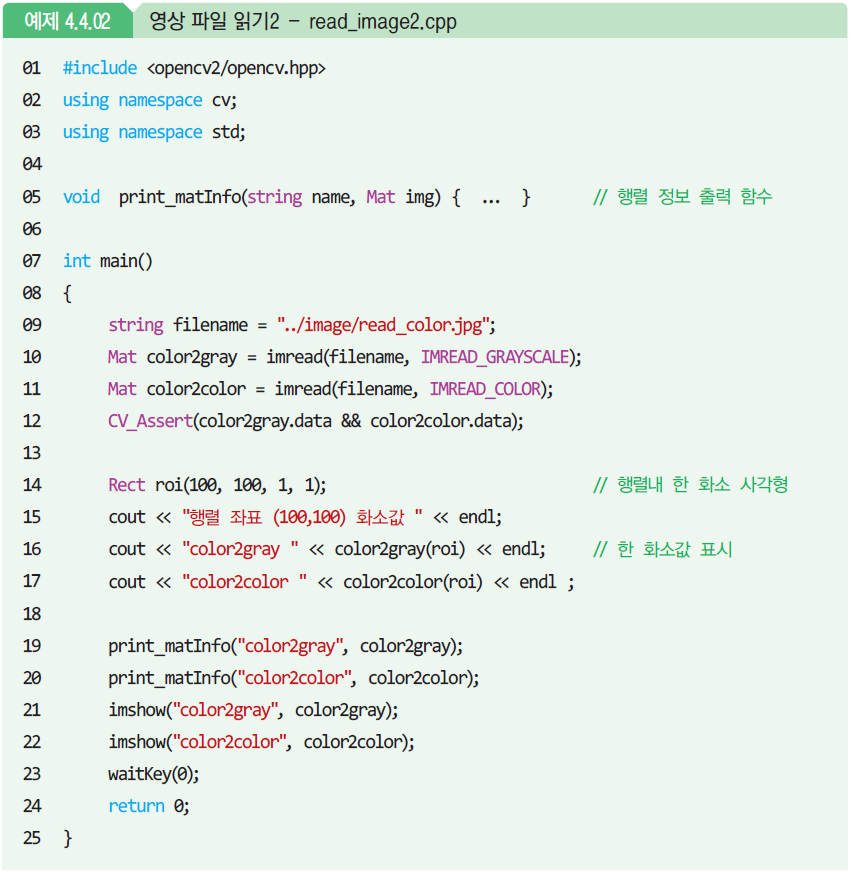 예제 4.4.02 영상 파일 읽기2 - read_image2.cpp
01 #include <opencv2/opencv.hpp>
02 using namespace cv;
03 using namespace std;
04
05 void print_matInfo(string name, Mat img) { ... } // 행렬 정보 출력 함수
06
07 int main()
08 {
09 string filename = "../image/read_color.jpg";
10 Mat color2gray = imread(filename, IMREAD_GRAYSCALE);
11 Mat color2color = imread(filename, IMREAD_COLOR);
12 CV_Assert(color2gray.data && color2color.data);
13
14 Rect roi(100, 100, 1, 1); // 행렬내 한 화소 사각형
15 cout << "행렬 좌표 (100,100) 화소값 " << endl;
16 cout << "color2gray " << color2gray(roi) << endl; // 한 화소값 표시
17 cout << "color2color " << color2color(roi) << endl ;
18
19 print_matInfo("color2gray", color2gray);
20 print_matInfo("color2color", color2color);
21 imshow("color2gray", color2gray);
22 imshow("color2color", color2color);
23 waitKey(0);
24 return 0;
25 }